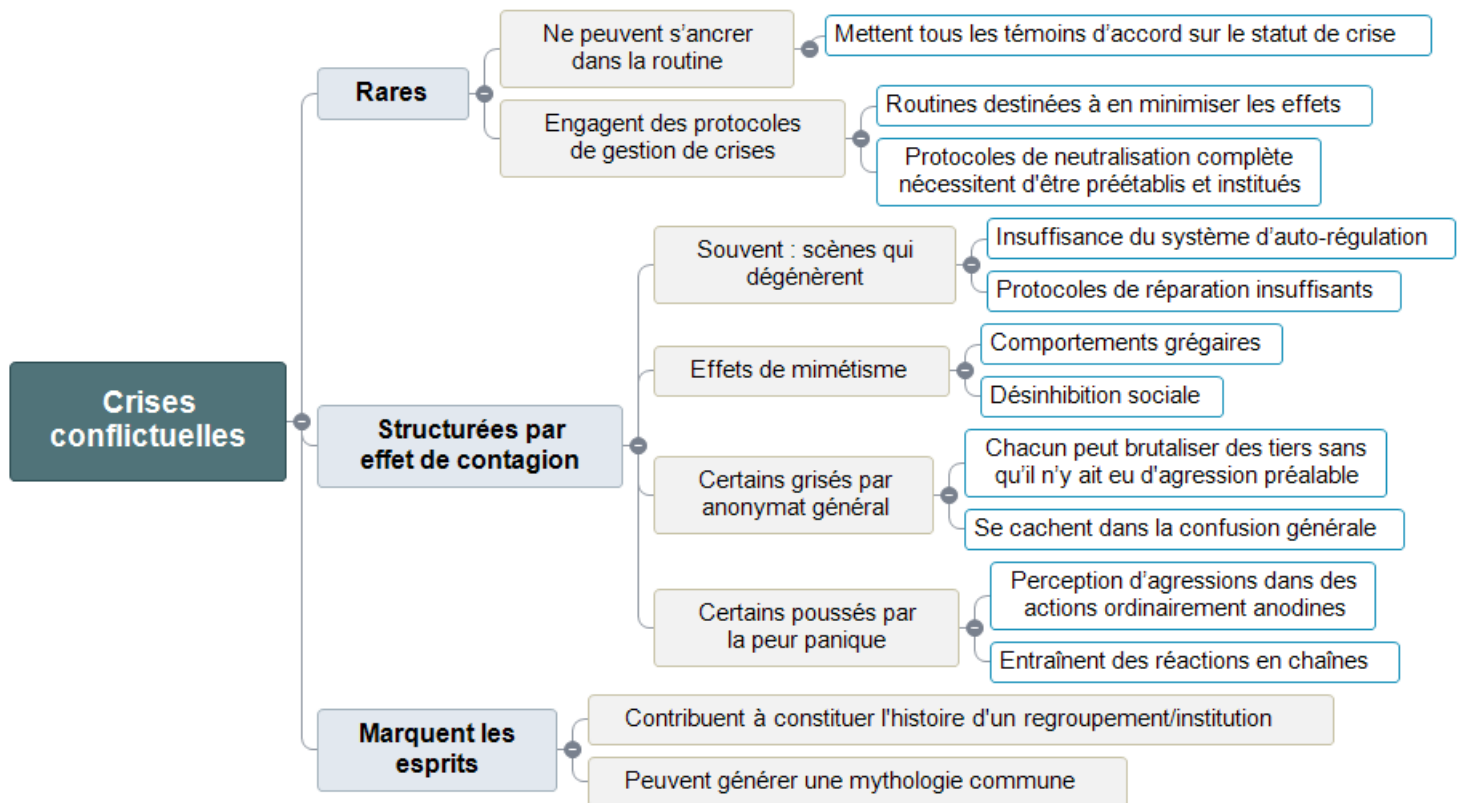 Crises
conflictuelles
Rares
Ne peuvent s’ancrer
dans la routine
Mettent tous les témoins d’accord sur le statut de crise
Engagent des protocoles
de gestion de crises
Routines destinées à en minimiser les effets
Protocoles de neutralisation complète
nécessitent d'être préétablis et institués
Structurées par
effet de contagion
Souvent : scènes qui
dégénèrent
Insuffisance du système d’auto-régulation
Protocoles de réparation insuffisants
Effets de mimétisme
Comportements grégaires
Désinhibition sociale
Certains grisés par
anonymat général
Chacun peut brutaliser des tiers sans
qu’il n’y ait eu d'agression préalable
Se cachent dans la confusion générale
Certains poussés par
la peur panique
Perception d’agressions dans des
actions ordinairement anodines
Entraînent des réactions en chaînes
Marquent les
esprits
Contribuent à constituer l'histoire d'un regroupement/institution
Peuvent générer une mythologie commune